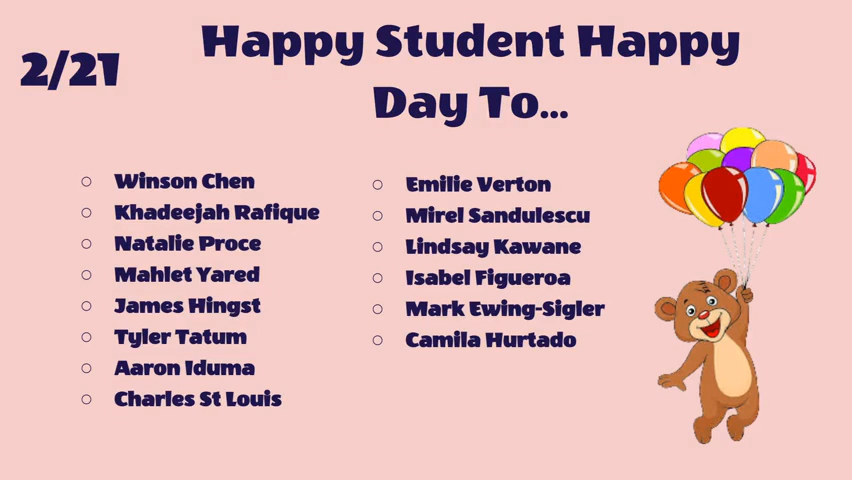 2/21
Happy Student Happy
Day To...
Winson Chen
Khadeejah Rafique
Natalie Proce
Mahlet Yared
James Hingst
Tyler Tatum
Aaron Iduma
Charles St Louis
Emilie Verton
Mirel Sandulescu
Lindsay Kawane
Isabel Figueroa
Mark Ewing-Sigler
Camila Hurtado